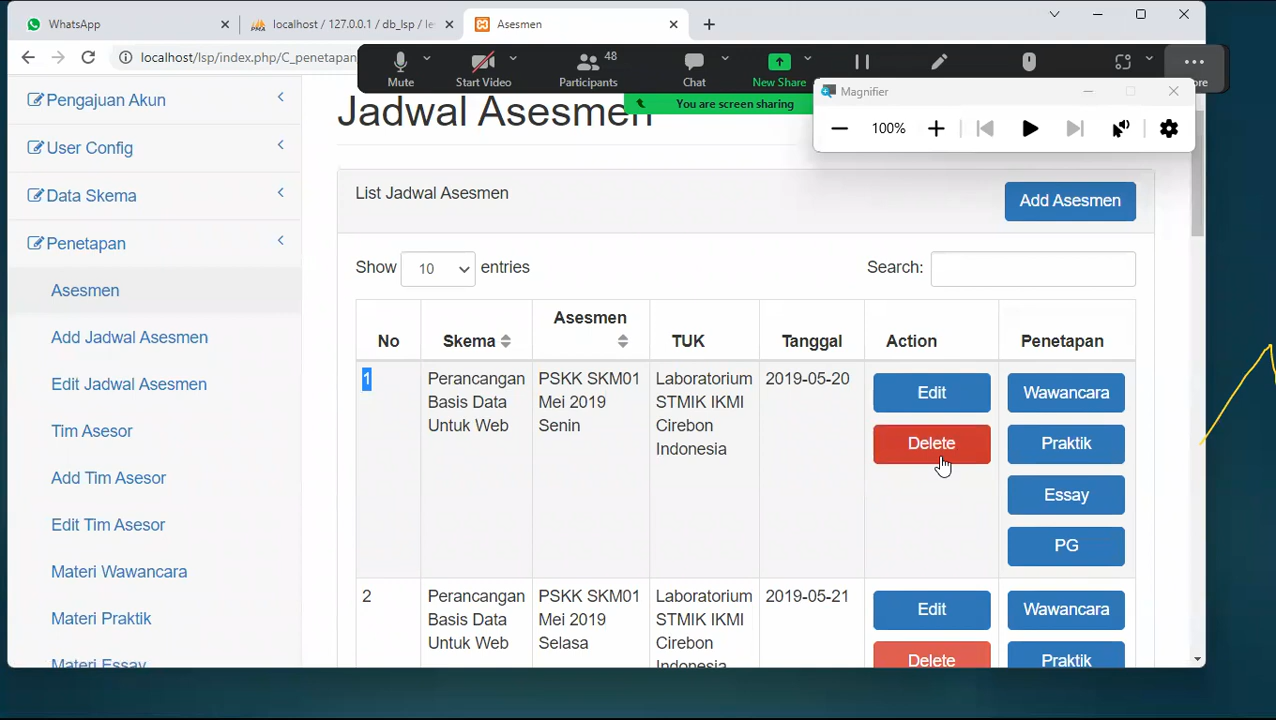 WhatsApp
localhost / 127.0.0.1 / db_lsp / le
Asesmen
localhost/lsp/index.php/C_penetapan
Mute
Start Video
48
Participants
Chat
New Share
You are screen sharing
Magnifier
100%
Pengajuan Akun
User Config
Data Skema
Penetapan
Asesmen
Add Jadwal Asesmen
Edit Jadwal Asesmen
Tim Asesor
Add Tim Asesor
Edit Tim Asesor
Materi Wawancara
Materi Praktik
Materi Essay
Jadwal Asesmen
List Jadwal Asesmen
Add Asesmen
Show 10 entries
Search:
No Skema Asesmen TUK Tanggal Action Penetapan
1
Perancangan
Basis Data
Untuk Web
PSKK SKM01
Mei 2019
Senin
Laboratorium
STMIK IKMI
Cirebon
Indonesia
2019-05-20
Edit
Delete
Wawancara
Praktik
Essay
PG
2
Perancangan
Basis Data
Untuk Web
PSKK SKM01
Mei 2019
Selasa
Laboratorium
STMIK IKMI
Cirebon
Indonesia
2019-05-21
Edit
Delete
Wawancara
Praktik